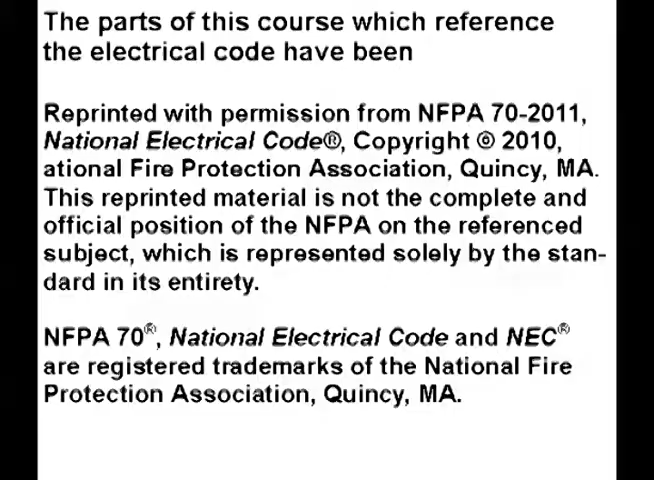 The parts of this course which reference
the electrical code have been
Reprinted with permission from NFPA 70-2011,
National Electrical Code®, Copyright © 2010,
ational Fire Protection Association, Quincy, MA.
This reprinted material is not the complete and
official position of the NFPA on the referenced
subject, which is represented solely by the stan-
dard in its entirety.
NFPA 70®, National Electrical Code and NEC®
are registered trademarks of the National Fire
Protection Association, Quincy, MA.